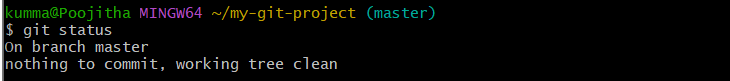 kumma@Poojitha MINGW64 ~/my-git-project (master)
$ git status
On branch master
nothing to commit, working tree clean